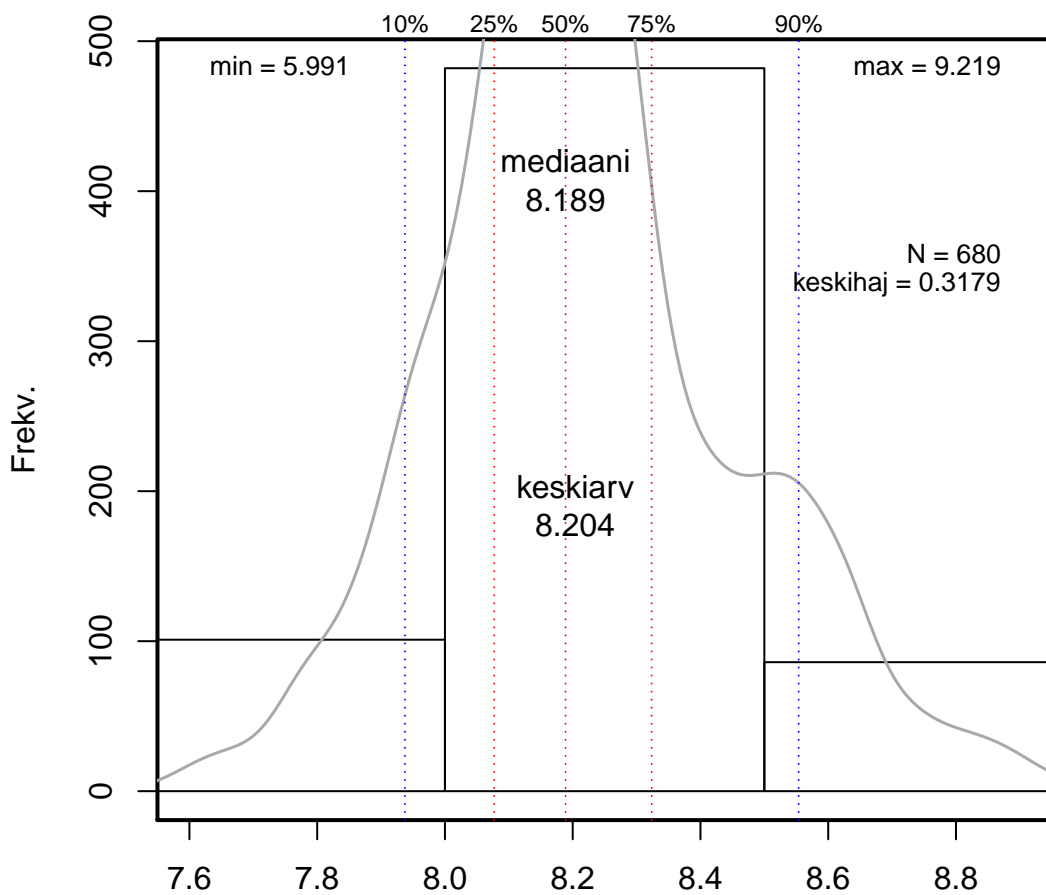 10% 25% 50% 75% 90%
500
min = 5.991
max = 9.219
mediaani
8.189
400
N = 680
keskihaj = 0.3179
300
Frekv.
keskiarv
8.204
200
100
0
7.6 7.8 8.0 8.2 8.4 8.6 8.8